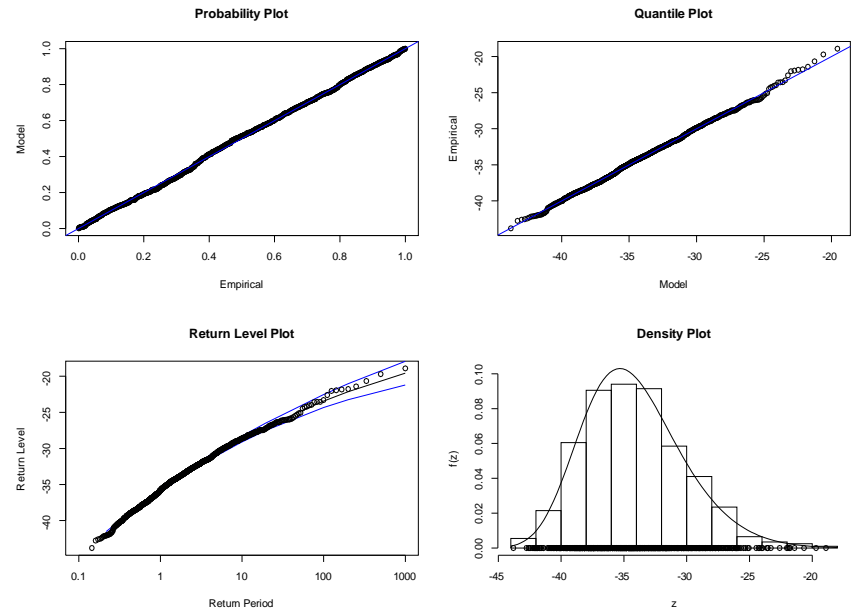 Probability Plot
Model
0.0 0.2 0.4 0.6 0.8 1.0
0.0 0.2 0.4 0.6 0.8 1.0
Empirical
Quantile Plot
Empirical
-40 -35 -30 -25 -20
-40 -35 -30 -25 -20
Model
Return Level Plot
Return Level
-40 -35 -30 -25 -20
0.1 1 10 100 1000
Return Period
Density Plot
f(z)
0.00 0.02 0.04 0.06 0.08 0.10
-45 -40 -35 -30 -25 -20
z